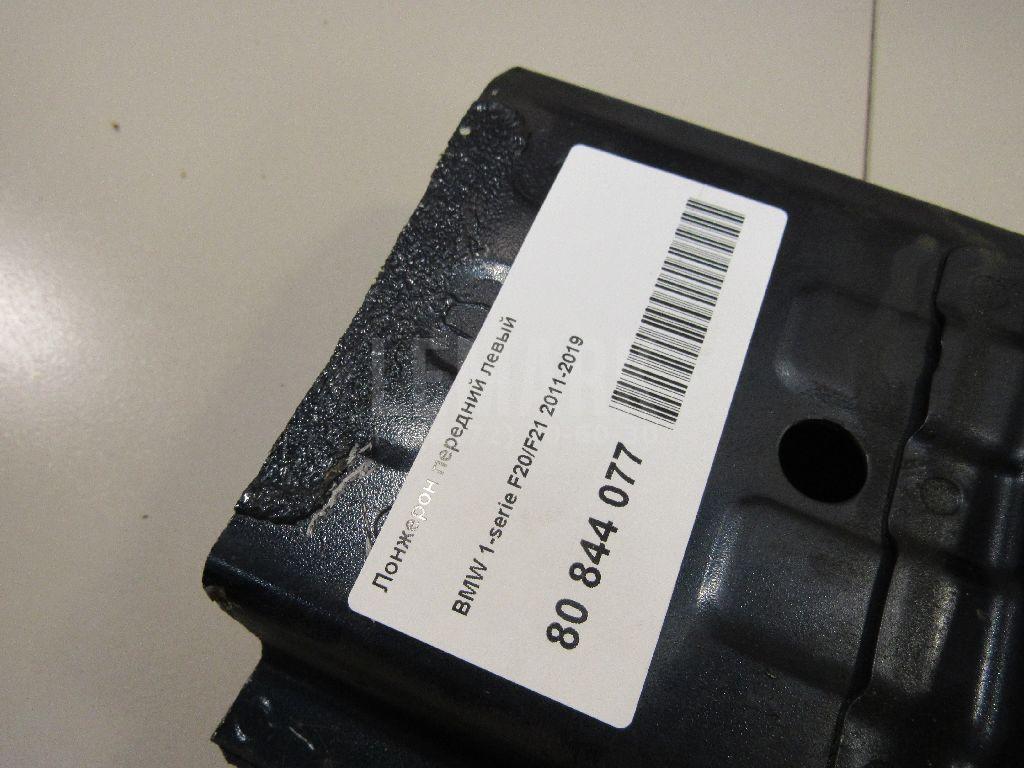 Лонжерон передний левый
BMW 1-serie F20/F21 2011-2019
80 844 077